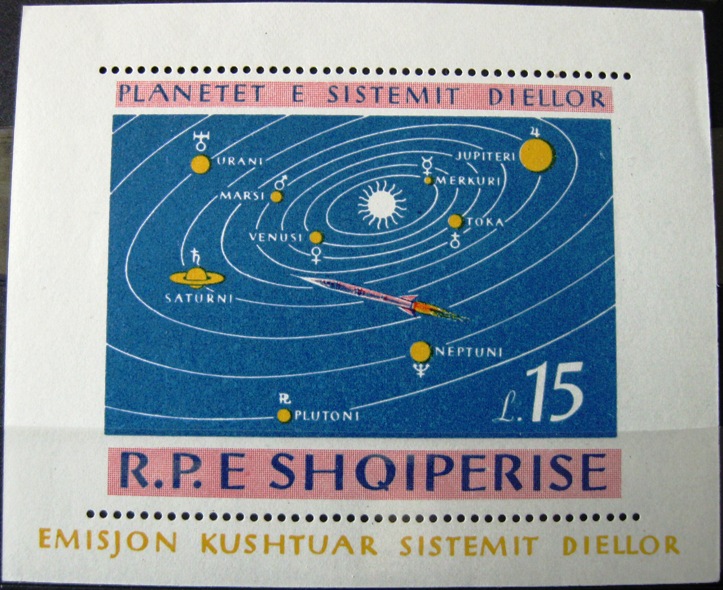 PLANETET E SISTEMIT DIELLOR
♃
♅
URANI
JUPITERI
☿
MERKURI
♂
MARSI
TOKA
♁
VENUSI
♀
♄
SATURNI
NEPTUNI
♆
♇
PLUTONI
L.15
R.P.E SHQIPERISE
EMISJON KUSHTUAR SISTEMIT DIELLOR